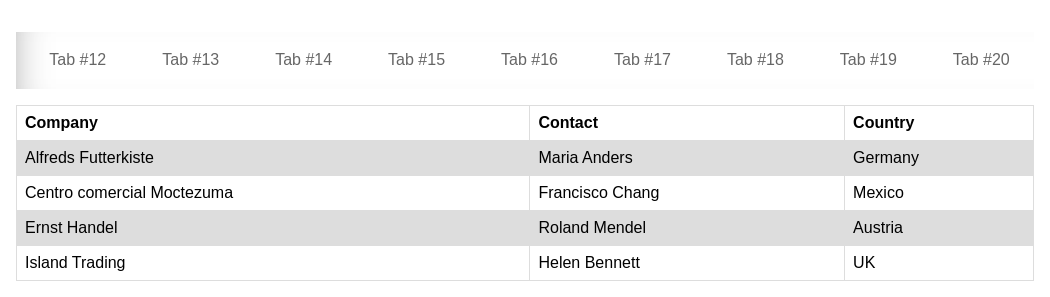 Tab #12 Tab #13 Tab #14 Tab #15 Tab #16 Tab #17 Tab #18 Tab #19 Tab #20
Company Contact Country
Alfreds Futterkiste Maria Anders Germany
Centro comercial Moctezuma Francisco Chang Mexico
Ernst Handel Roland Mendel Austria
Island Trading Helen Bennett UK